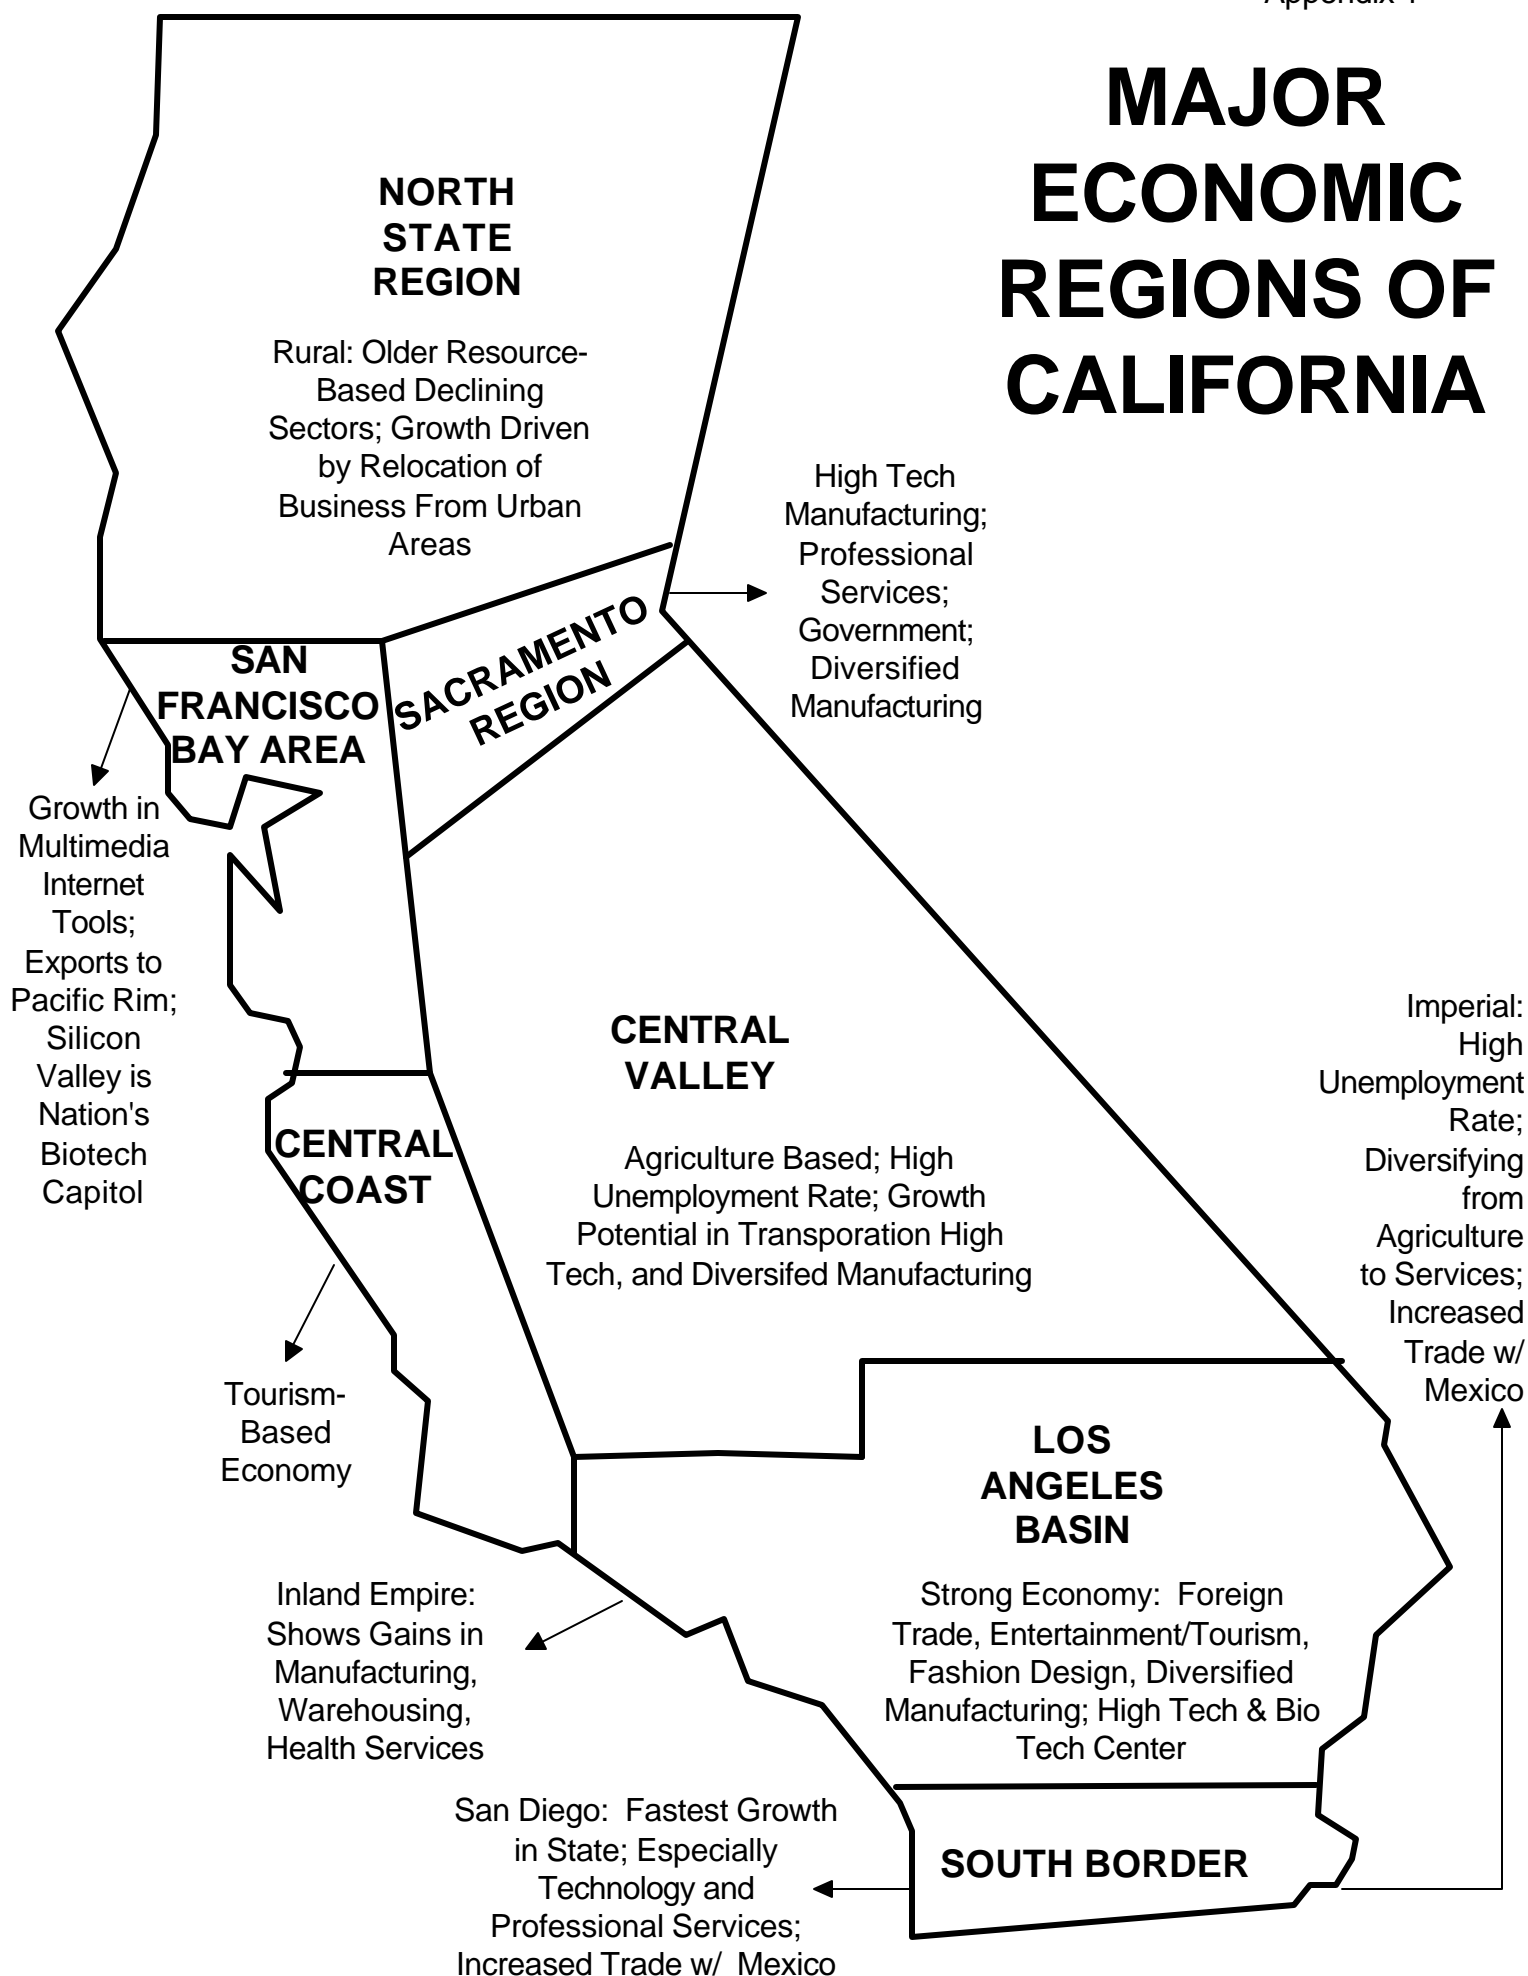 MAJOR
ECONOMIC
REGIONS OF
CALIFORNIA
NORTH
STATE
REGION
Rural: Older Resource-
Based Declining
Sectors; Growth Driven
by Relocation of
Business From Urban
Areas
High Tech
Manufacturing;
Professional
Services;
Government;
Diversified
Manufacturing
SACRAMENTO
REGION
SAN
FRANCISCO
BAY AREA
Growth in
Multimedia
Internet
Tools;
Exports to
Pacific Rim;
Silicon
Valley is
Nation's
Biotech
Capitol
CENTRAL
VALLEY
Agriculture Based; High
Unemployment Rate; Growth
Potential in Transporation High
Tech, and Diversifed Manufacturing
CENTRAL
COAST
Tourism-
Based
Economy
Imperial:
High
Unemployment
Rate;
Diversifying
from
Agriculture
to Services;
Increased
Trade w/
Mexico
LOS
ANGELES
BASIN
Strong Economy:  Foreign
Trade, Entertainment/Tourism,
Fashion Design, Diversified
Manufacturing; High Tech & Bio
Tech Center
Inland Empire:
Shows Gains in
Manufacturing,
Warehousing,
Health Services
San Diego:  Fastest Growth
in State; Especially
Technology and
Professional Services;
Increased Trade w/  Mexico
SOUTH BORDER